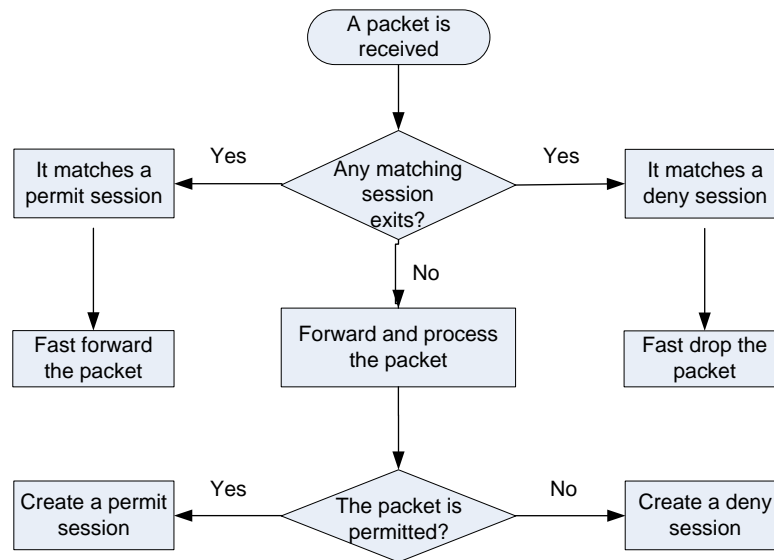 A packet is
received
Yes
Yes
It matches a
permit session
Any matching
session
exits?
It matches a
deny session
No
Fast forward
the packet
Forward and process
the packet
Fast drop the
packet
Yes
No
Create a permit
session
The packet is
permitted?
Create a deny
session